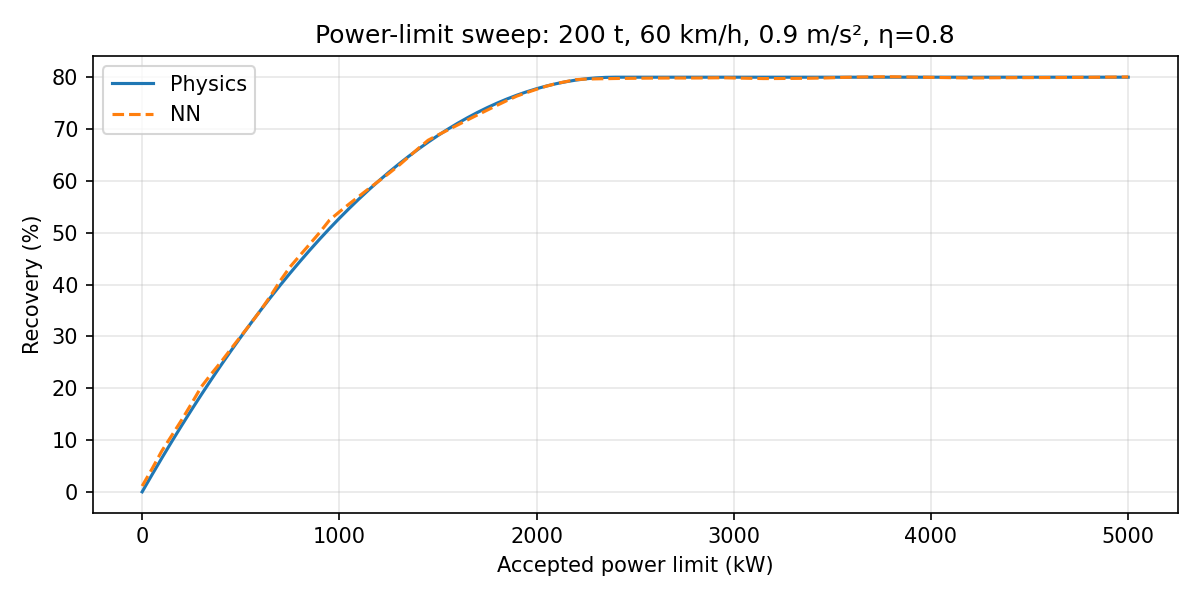 Power-limit sweep: 200 t, 60 km/h, 0.9 m/s², η=0.8
Physics
NN
Recovery (%)
80
70
60
50
40
30
20
10
0
0 1000 2000 3000 4000 5000
Accepted power limit (kW)